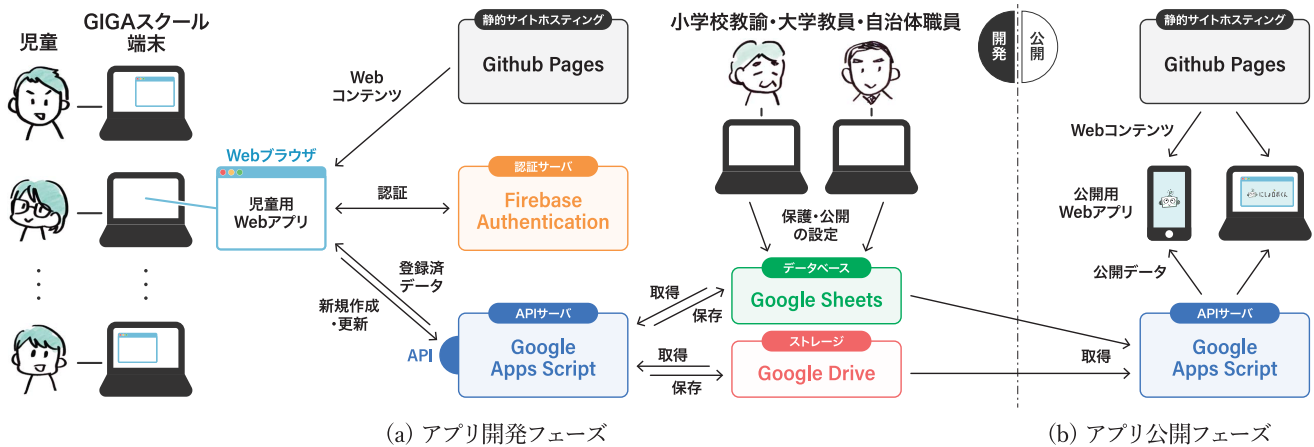 児童
GIGAスクール
端末
静的サイトホスティング
Github Pages
Web
コンテンツ
Webブラウザ
児童用
Webアプリ
認証
認証サーバ
Firebase
Authentication
登録済
データ
新規作成
・更新
API
APIサーバ
Google
Apps Script
小学校教諭・大学教員・自治体職員
保護・公開
の設定
取得
保存
データベース
Google Sheets
取得
保存
ストレージ
Google Drive
(a) アプリ開発フェーズ
開発
公開
静的サイトホスティング
Github Pages
Webコンテンツ
公開用
Webアプリ
公開データ
取得
APIサーバ
Google
Apps Script
(b) アプリ公開フェーズ